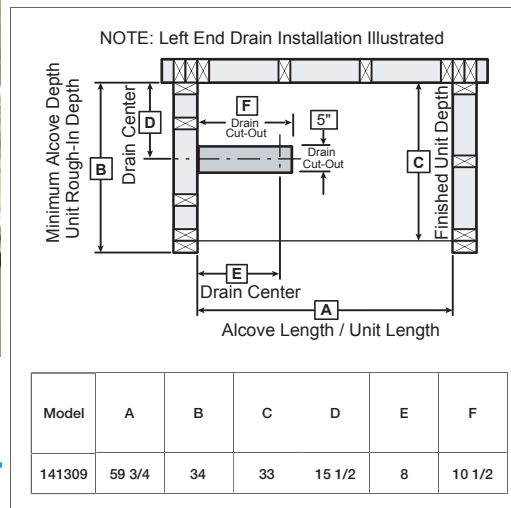 NOTE: Left End Drain Installation Illustrated
Minimum Alcove Depth
Unit Rough-In Depth
B
Drain Center
D
F
Drain
Cut-Out
5"
Drain
Cut-Out
C
Finished Unit Depth
E
Drain Center
A
Alcove Length / Unit Length
Model A B C D E F
141309 59 3/4 34 33 15 1/2 8 10 1/2